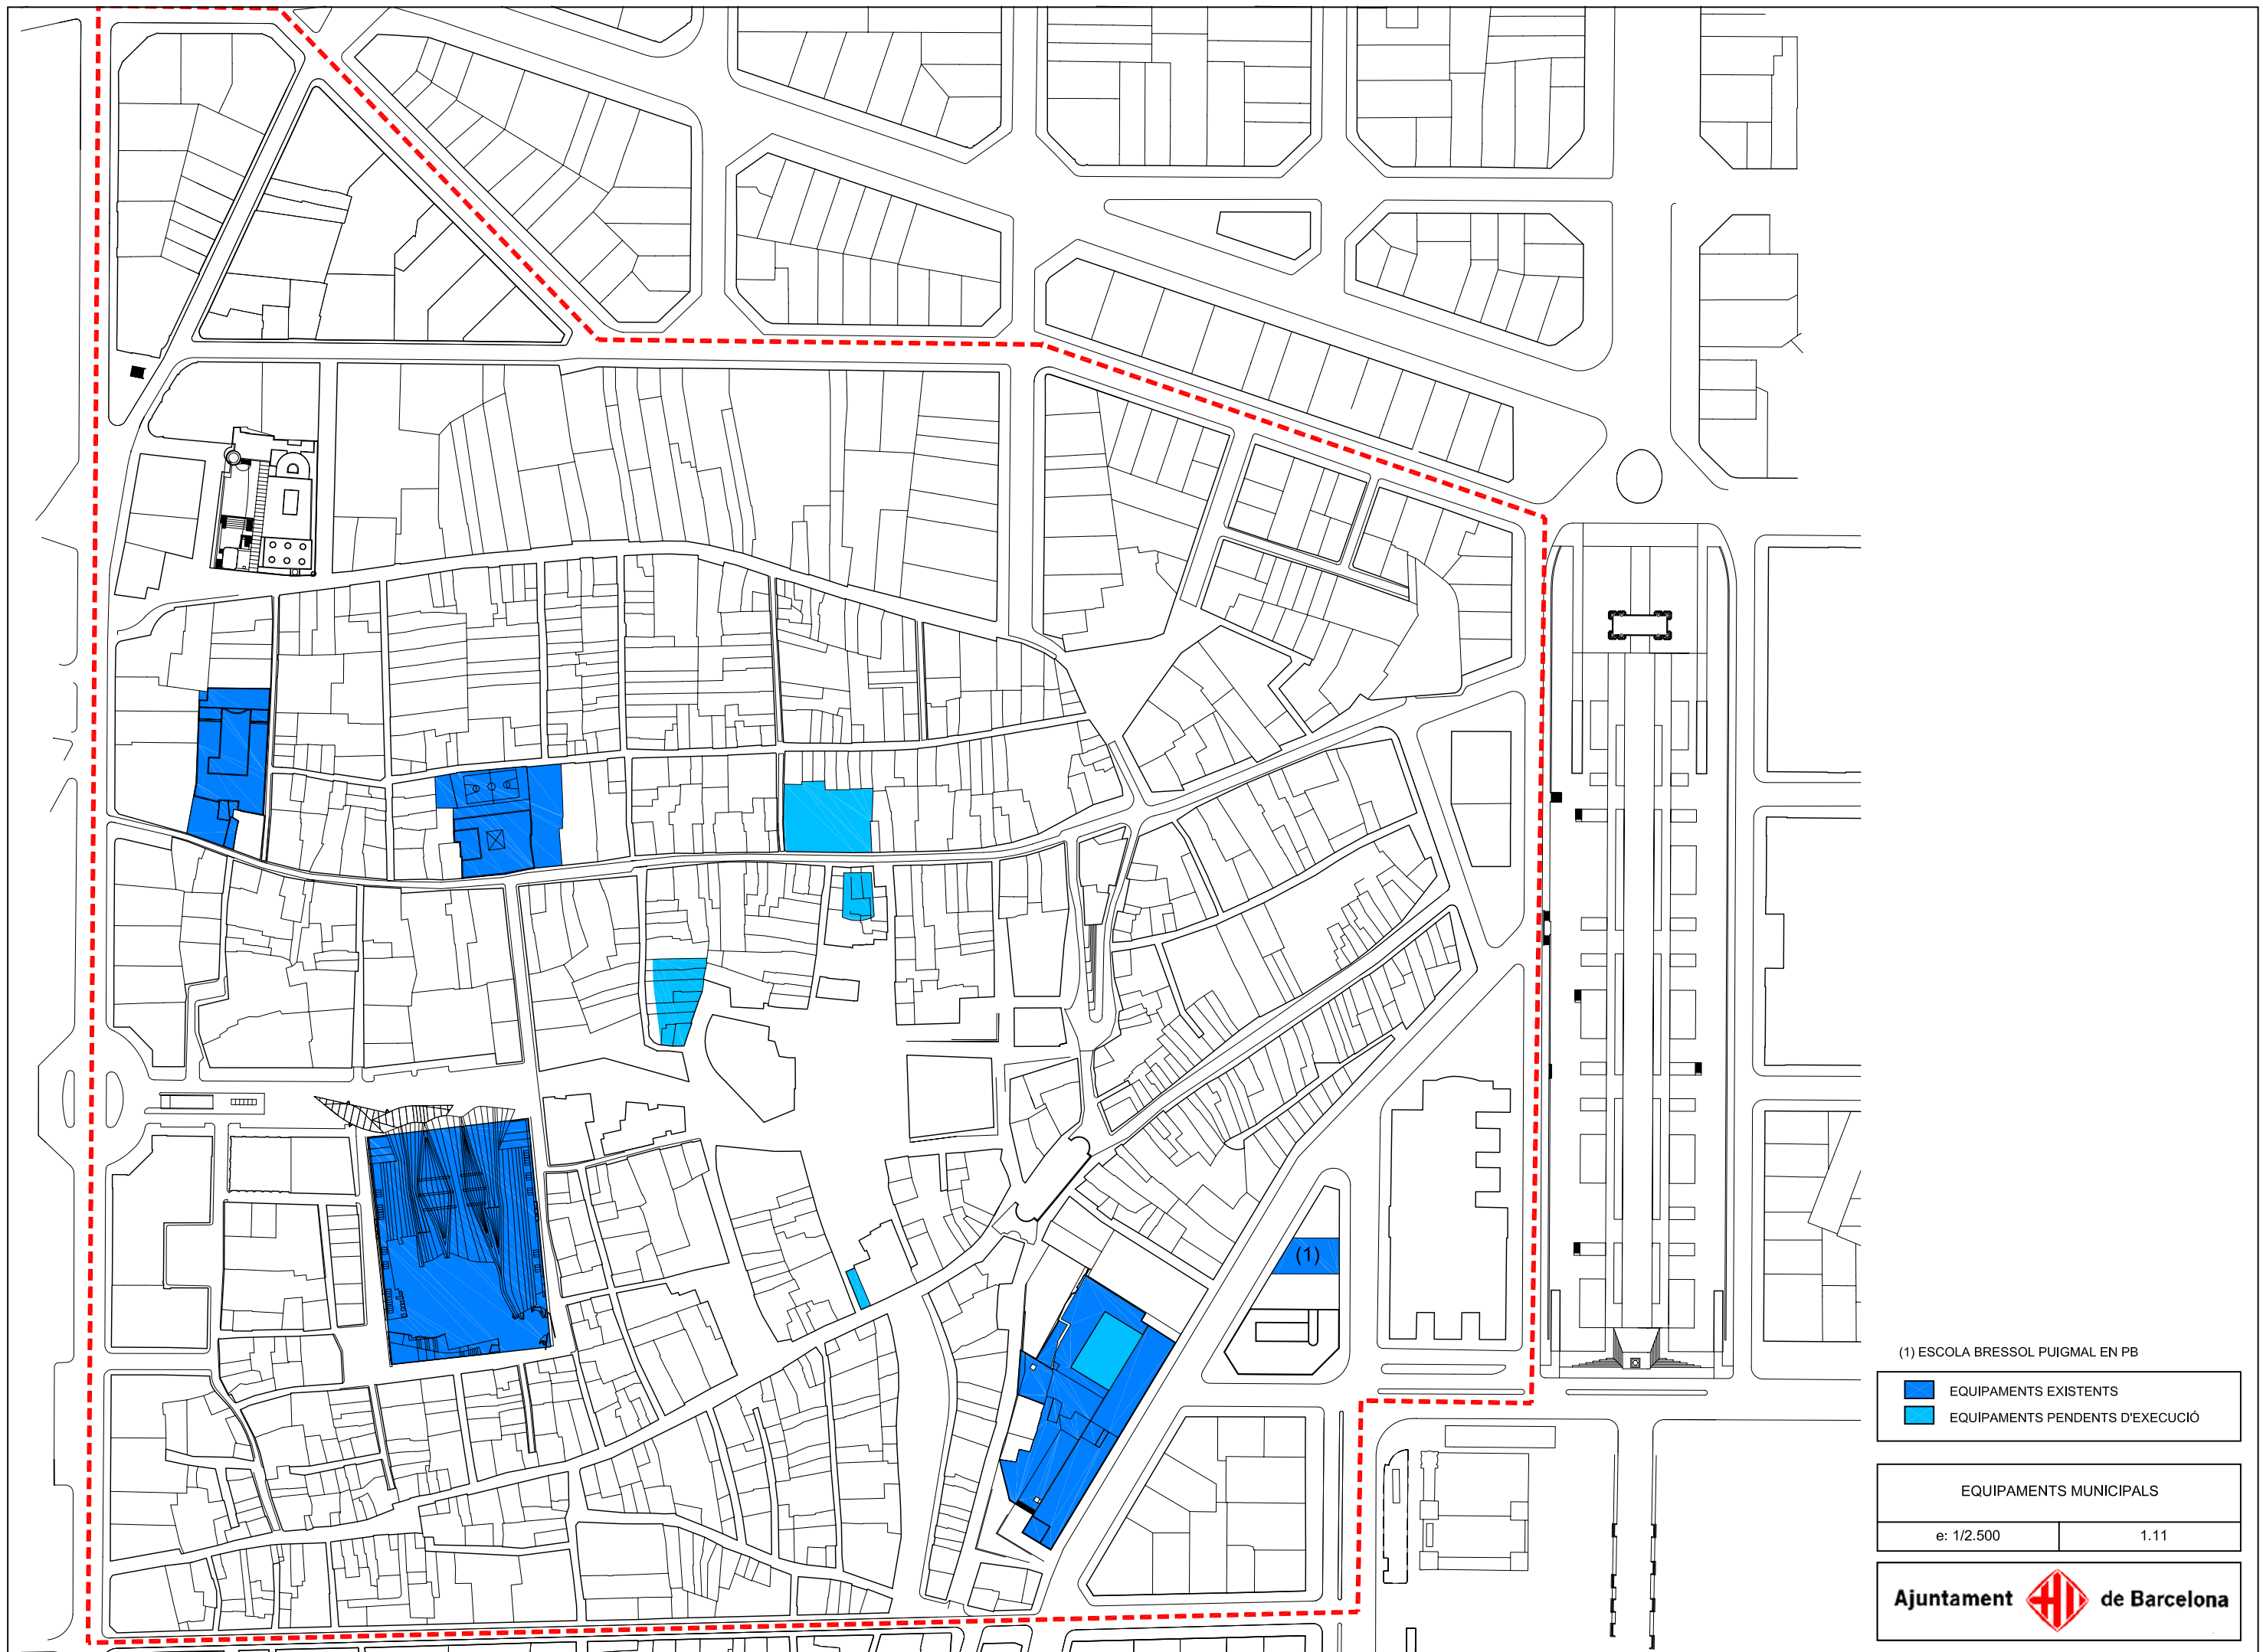 (1)
(1) ESCOLA BRESSOL PUIGMAL EN PB
EQUIPAMENTS EXISTENTS
EQUIPAMENTS PENDENTS D'EXECUCIÓ
EQUIPAMENTS MUNICIPALS
e: 1/2.500
1.11
Ajuntament de Barcelona